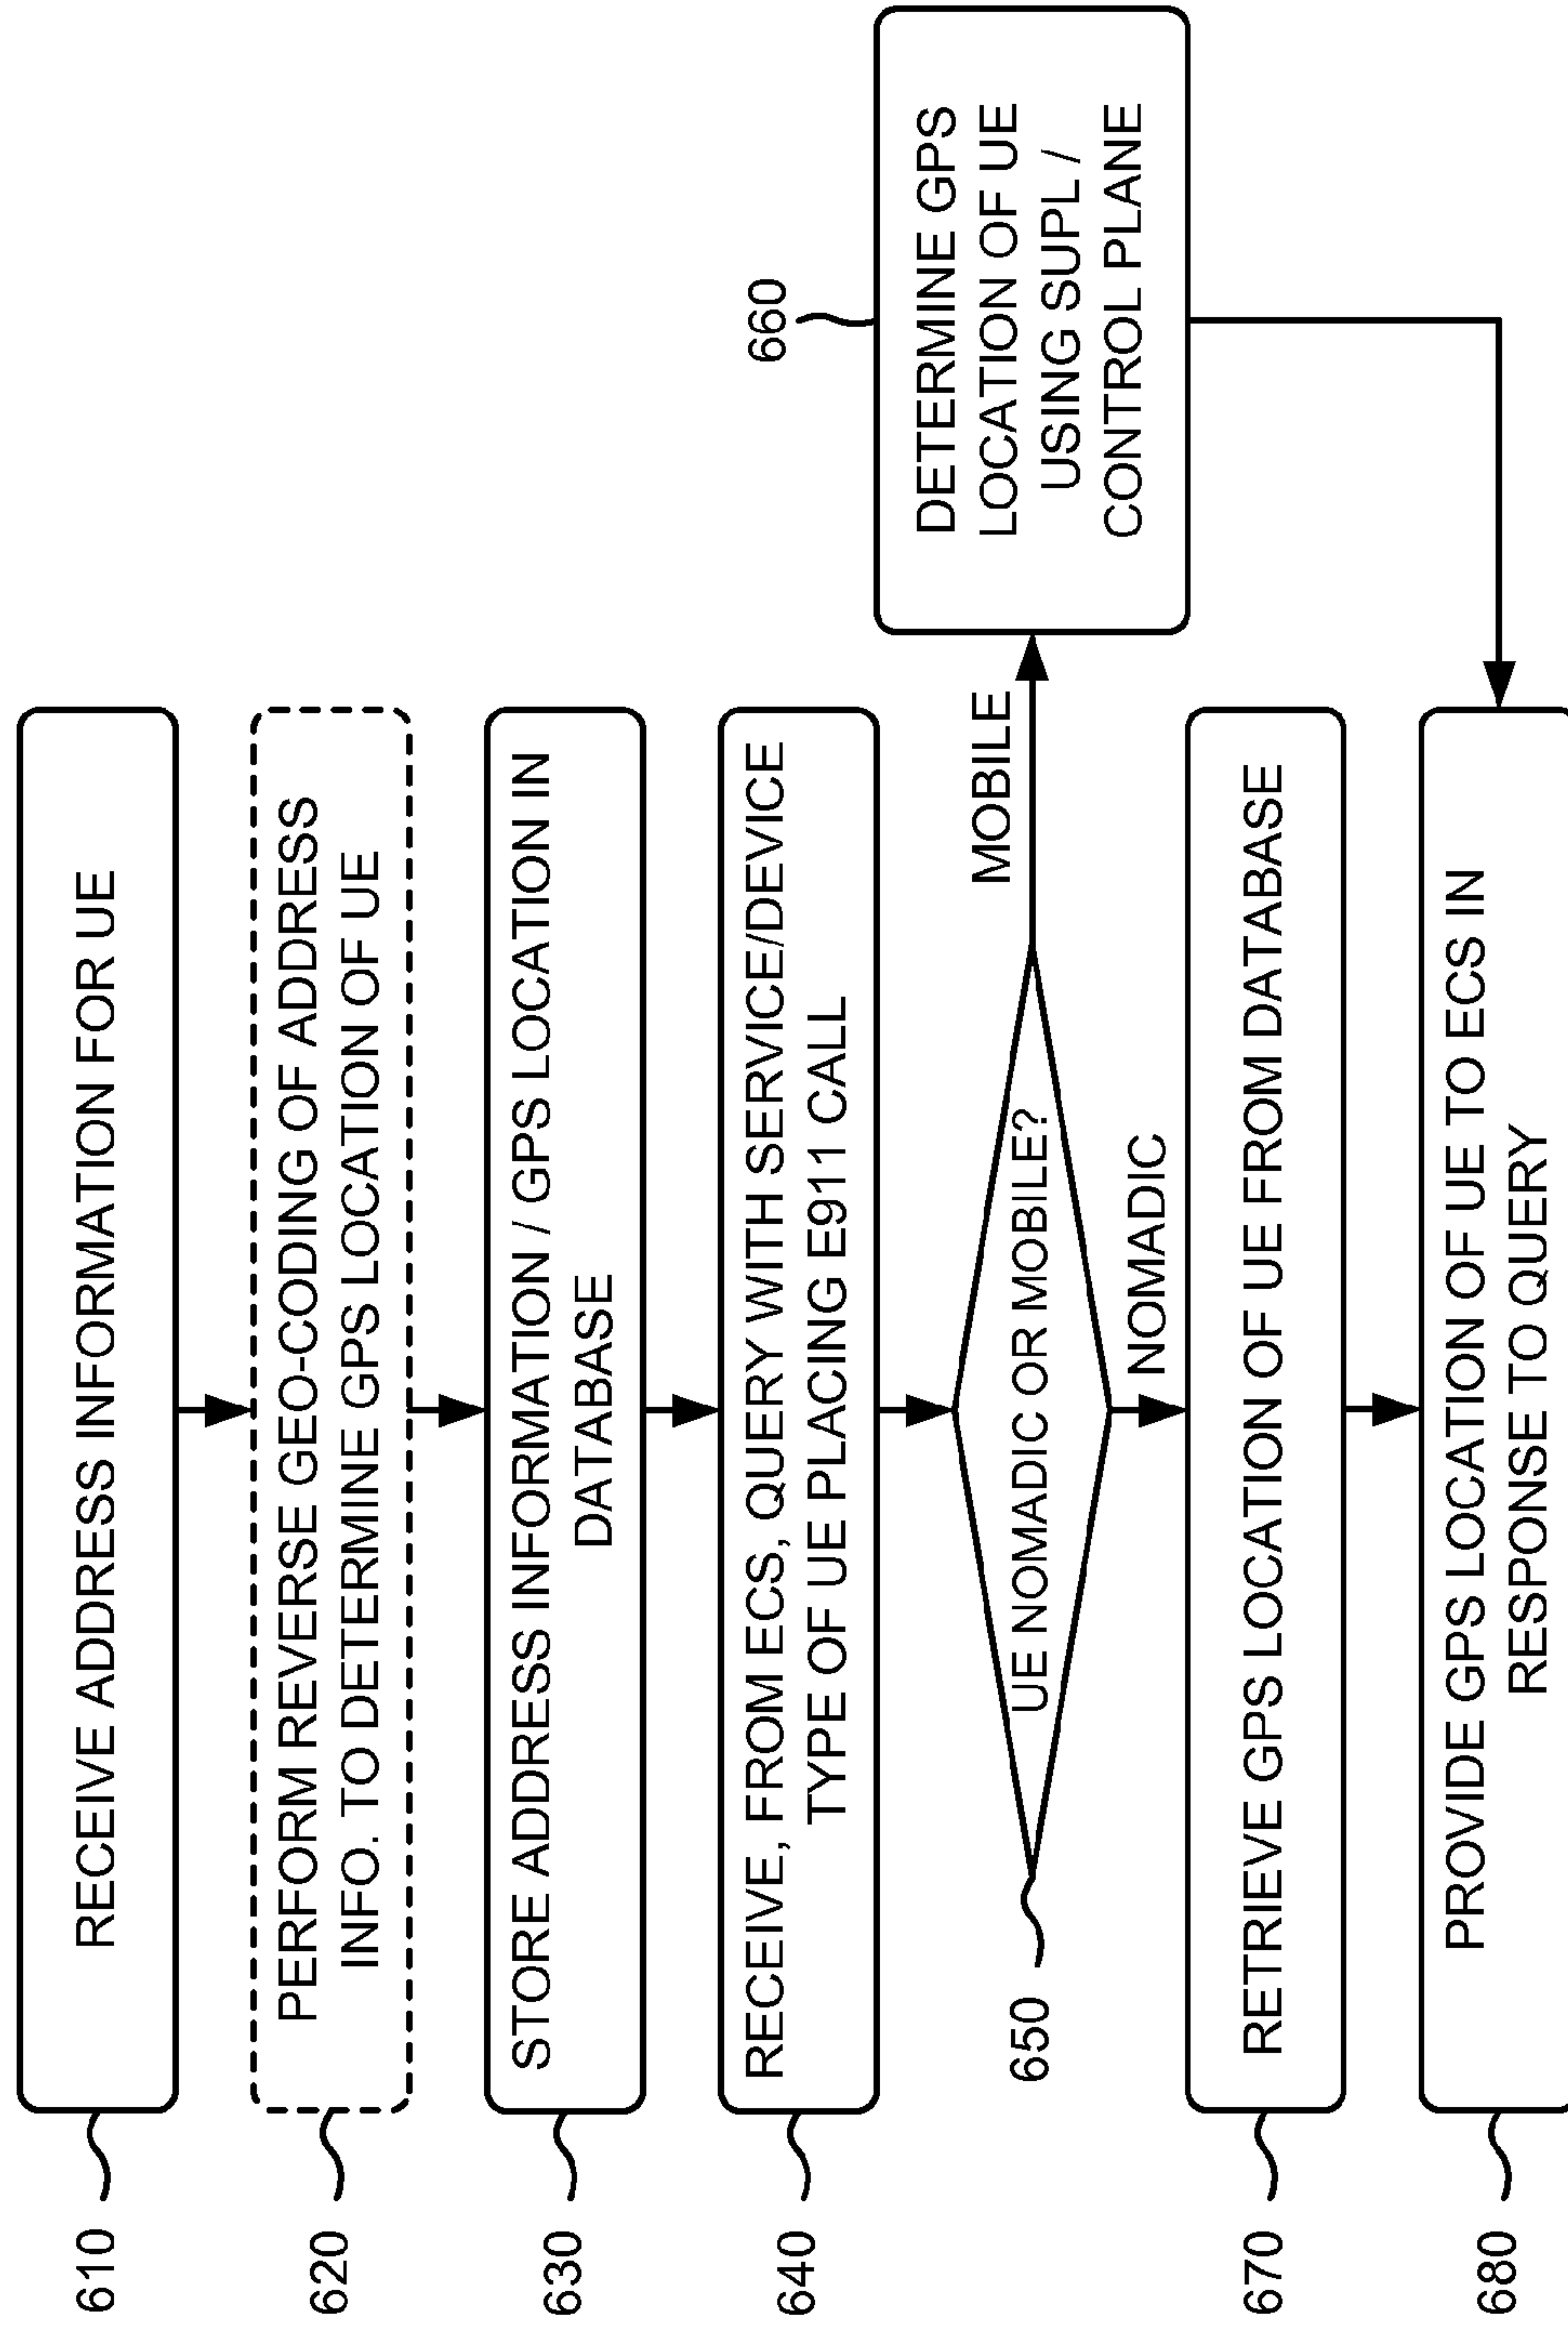 610
RECEIVE ADDRESS INFORMATION FOR UE
620
PERFORM REVERSE GEO-CODING OF ADDRESS
INFO. TO DETERMINE GPS LOCATION OF UE
630
STORE ADDRESS INFORMATION / GPS LOCATION IN
DATABASE
640
RECEIVE, FROM ECS, QUERY WITH SERVICE/DEVICE
TYPE OF UE PLACING E911 CALL
650
UE NOMADIC OR MOBILE?
MOBILE
660
DETERMINE GPS
LOCATION OF UE
USING SUPL /
CONTROL PLANE
NOMADIC
670
RETRIEVE GPS LOCATION OF UE FROM DATABASE
680
PROVIDE GPS LOCATION OF UE TO ECS IN
RESPONSE TO QUERY